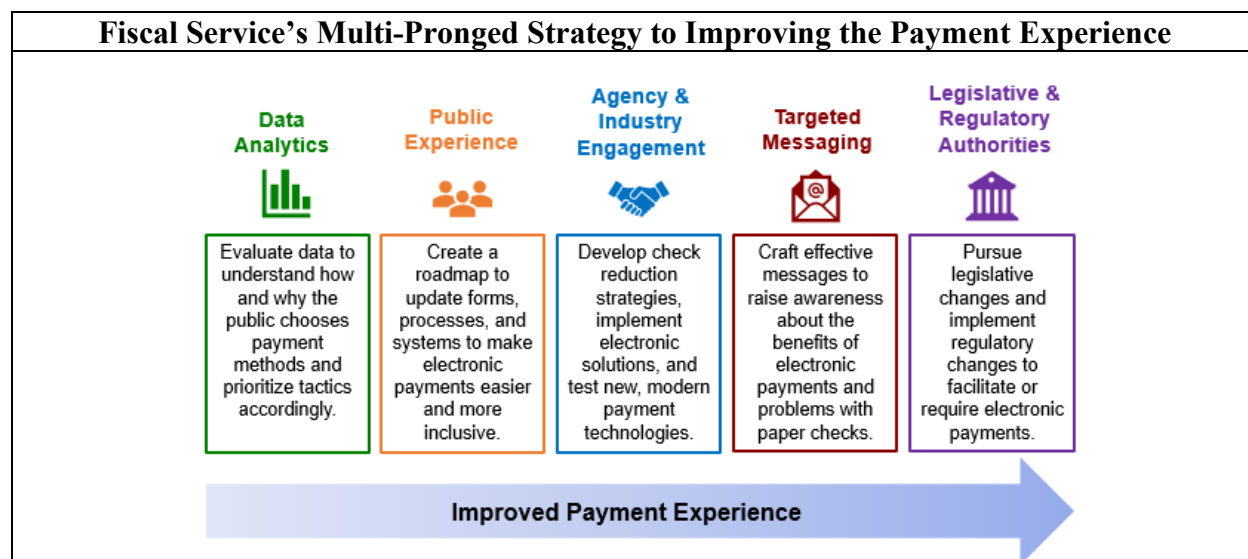 Fiscal Service's Multi-Pronged Strategy to Improving the Payment Experience
Data
Analytics
Public
Experience
Agency &
Industry
Engagement
Targeted
Messaging
Legislative &
Regulatory
Authorities
@
Evaluate data to
understand how
and why the
public chooses
payment
methods and
prioritize tactics
accordingly.
Create a
roadmap to
update forms,
processes, and
systems to make
electronic
payments easier
and more
inclusive.
Develop check
reduction
strategies,
implement
electronic
solutions, and
test new, modern
payment
technologies.
Craft effective
messages to
raise awareness
about the
benefits of
electronic
payments and
problems with
paper checks.
Pursue
legislative
changes and
implement
regulatory
changes to
facilitate or
require electronic
payments.
Improved Payment Experience